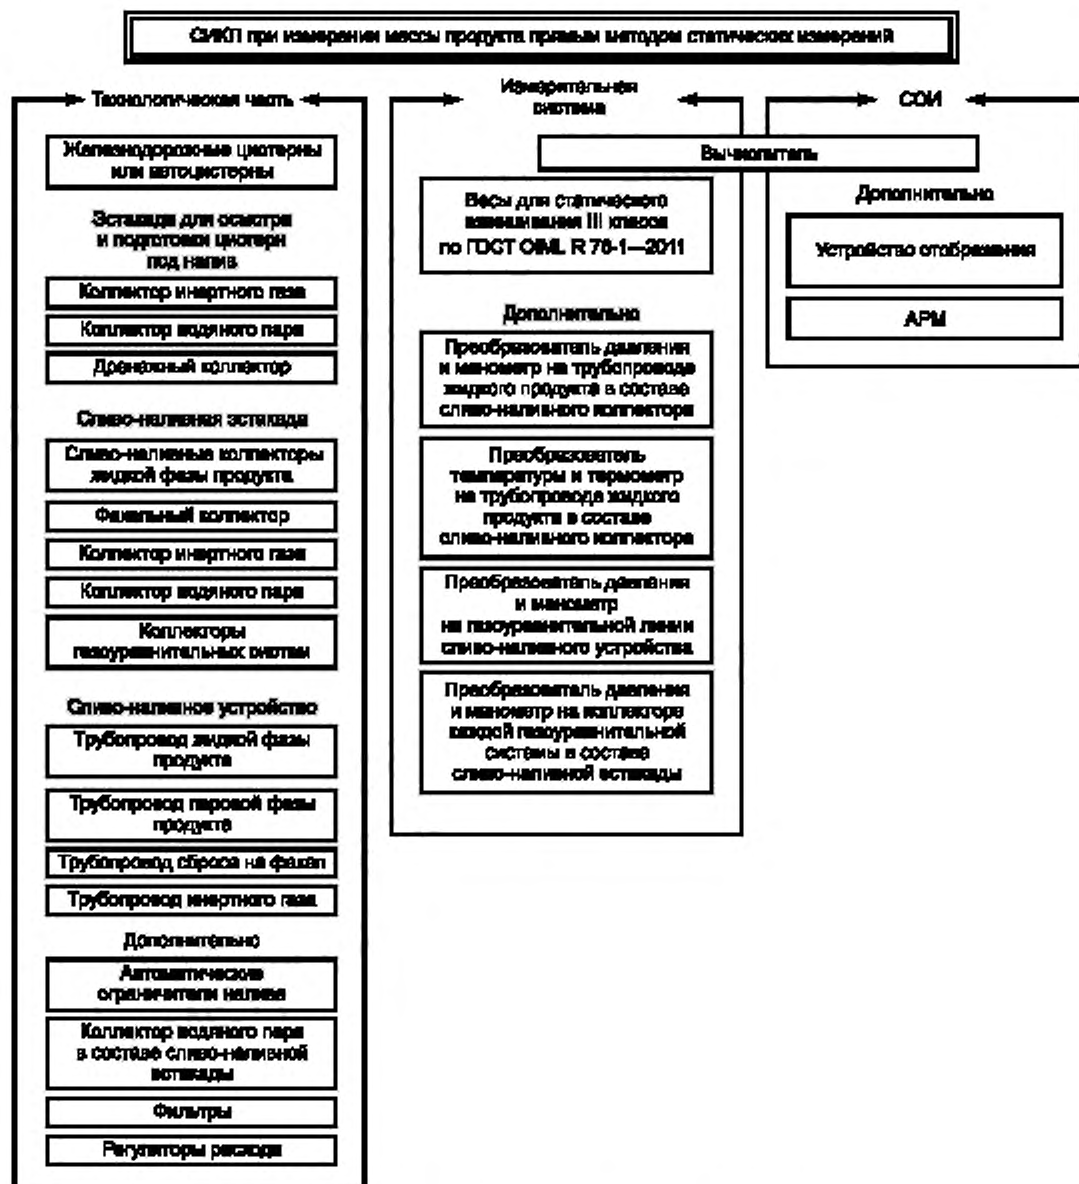 СИКП при измерении массы продукта прямым методом статических измерений
Технологическая часть
Железнодорожные цистерны
или автоцистерны
Эстакада для осмотра
и подготовки цистерн
под налив
Коллектор инертного газа
Коллектор водяного пара
Дренажный коллектор
Сливо-наливная эстакада
Сливо-наливные коллекторы
жидкой фазы продукта
Факельный коллектор
Коллектор инертного газа
Коллектор водяного пара
Коллекторы
газоуравнительных систем
Сливо-наливное устройство
Трубопровод жидкой фазы
продукта
Трубопровод паровой фазы
продукта
Трубопровод сброса на факел
Трубопровод инертного газа
Дополнительно
Автоматические
ограничители налива
Коллектор водяного пара
в составе сливо-наливной
эстакады
Фильтры
Регуляторы расхода
Измерительная
система
Вычислитель
Весы для статического
взвешивания III класса
по ГОСТ OIML R 76-1—2011
Дополнительно
Преобразователь давления
и манометр на трубопроводе
жидкого продукта в составе
сливо-наливного коллектора
Преобразователь
температуры и термометр
на трубопроводе жидкого
продукта в составе
сливо-наливного коллектора
Преобразователь давления
и манометр
на газоуравнительной линии
сливо-наливного устройства
Преобразователь давления
и манометр на коллекторе
каждой газоуравнительной
системы в составе
сливо-наливной эстакады
СОИ
Дополнительно
Устройство отображения
АРМ